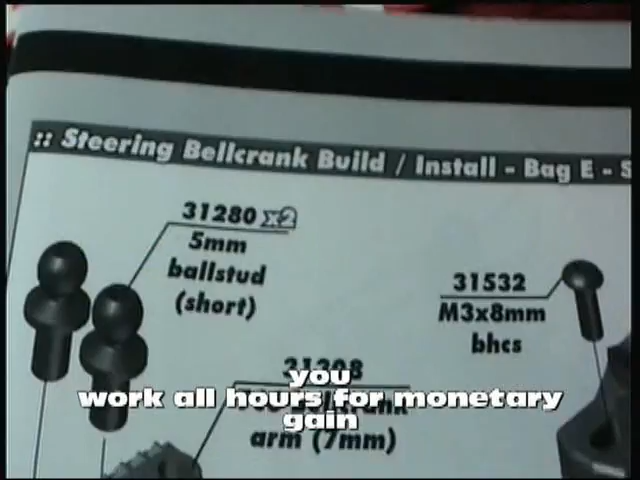 :: Steering Bellcrank Build / Install - Bag E - S
31280 x2
5mm
ballstud
(short)
31532
M3x8mm
bhcs
you
work all hours for monetary
gain
arm (7mm)